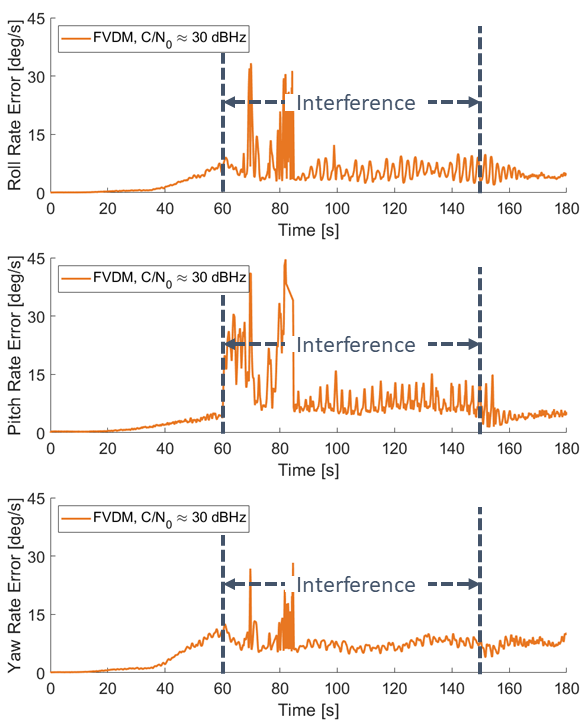 45
FVDM, C/N0 ≈ 30 dBHz
30
Interference
15
0
Roll Rate Error [deg/s]
0 20 40 60 80 100 120 140 160 180
Time [s]
45
FVDM, C/N0 ≈ 30 dBHz
30
Interference
15
0
Pitch Rate Error [deg/s]
0 20 40 60 80 100 120 140 160 180
Time [s]
45
FVDM, C/N0 ≈ 30 dBHz
30
Interference
15
0
Yaw Rate Error [deg/s]
0 20 40 60 80 100 120 140 160 180
Time [s]